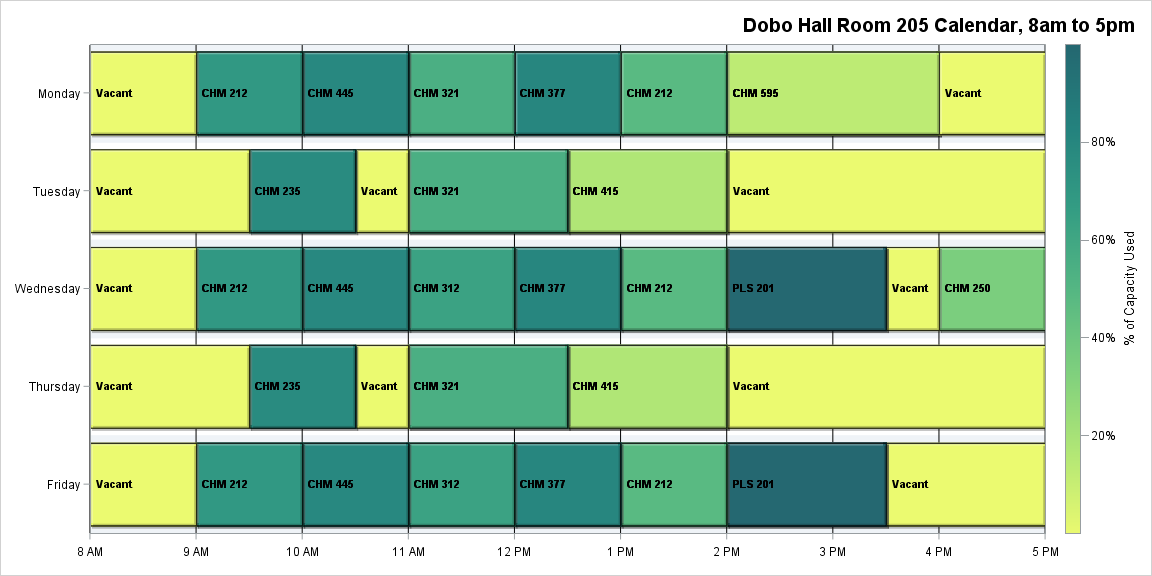 Dobo Hall Room 205 Calendar, 8am to 5pm
Monday
Vacant
CHM 212
CHM 445
CHM 321
CHM 377
CHM 212
CHM 595
Vacant
Tuesday
Vacant
CHM 235
Vacant
CHM 321
CHM 415
Vacant
Wednesday
Vacant
CHM 212
CHM 445
CHM 312
CHM 377
CHM 212
PLS 201
Vacant
CHM 250
Thursday
Vacant
CHM 235
Vacant
CHM 321
CHM 415
Vacant
Friday
Vacant
CHM 212
CHM 445
CHM 312
CHM 377
CHM 212
PLS 201
Vacant
8 AM
9 AM
10 AM
11 AM
12 PM
1 PM
2 PM
3 PM
4 PM
5 PM
80%
60%
40%
20%
% of Capacity Used